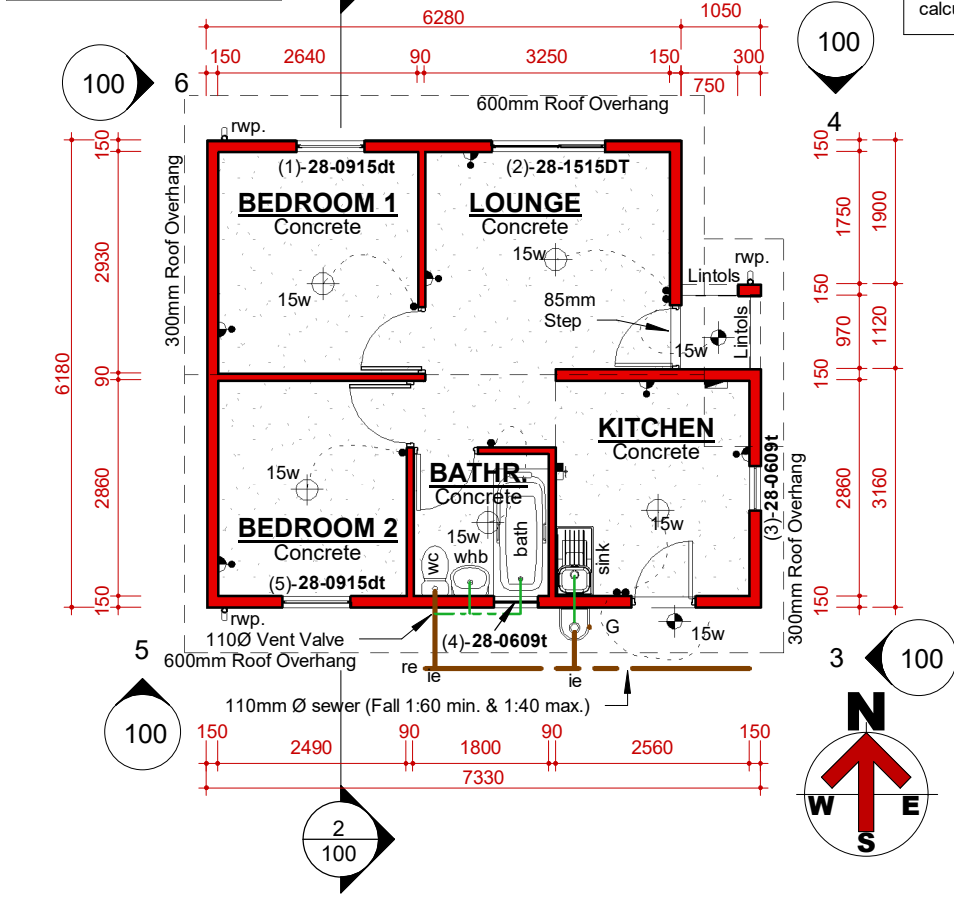 calcu
6280
1050
150
2640
90
3250
150
300
750
100
6
100
4
600mm Roof Overhang
rwp.
(1)-28-0915dt
(2)-28-1515DT
BEDROOM 1
Concrete
LOUNGE
Concrete
15w
15w
85mm
Step
Lintols
rwp.
Lintols
15w
300mm Roof Overhang
150
2930
90
6180
2860
150
150
1750
1900
150
970
1120
150
2860
3160
150
KITCHEN
Concrete
15w
BATHR.
Concrete
15w
whb
wc
bath
sink
15w
BEDROOM 2
Concrete
(5)-28-0915dt
(3)-28-0609t
300mm Roof Overhang
rwp.
110Ø Vent Valve
(4)-28-0609t
G
15w
5
600mm Roof Overhang
re
ie
ie
3
100
110mm Ø sewer (Fall 1:60 min. & 1:40 max.)
100
150
2490
90
1800
90
2560
150
7330
N
W
E
S
2
100